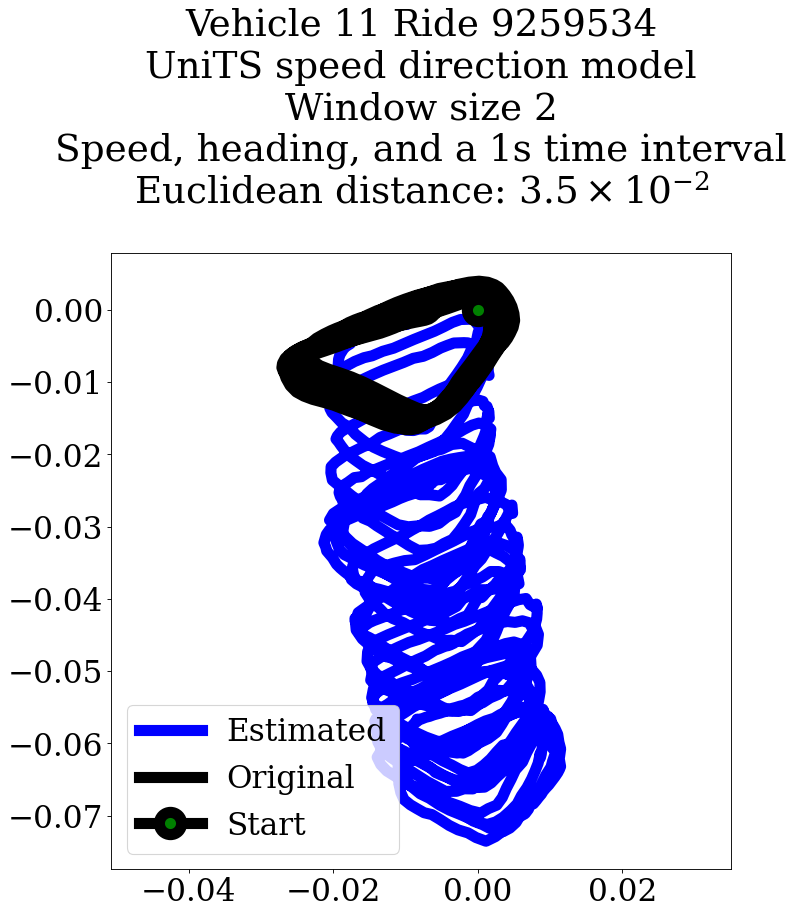 Vehicle 11 Ride 9259534
UniTS speed direction model
Window size 2
Speed, heading, and a 1s time interval
Euclidean distance: 3.5 × 10⁻²
0.00
−0.01
−0.02
−0.03
−0.04
−0.05
−0.06
−0.07
Estimated
Original
Start
−0.04 −0.02 0.00 0.02